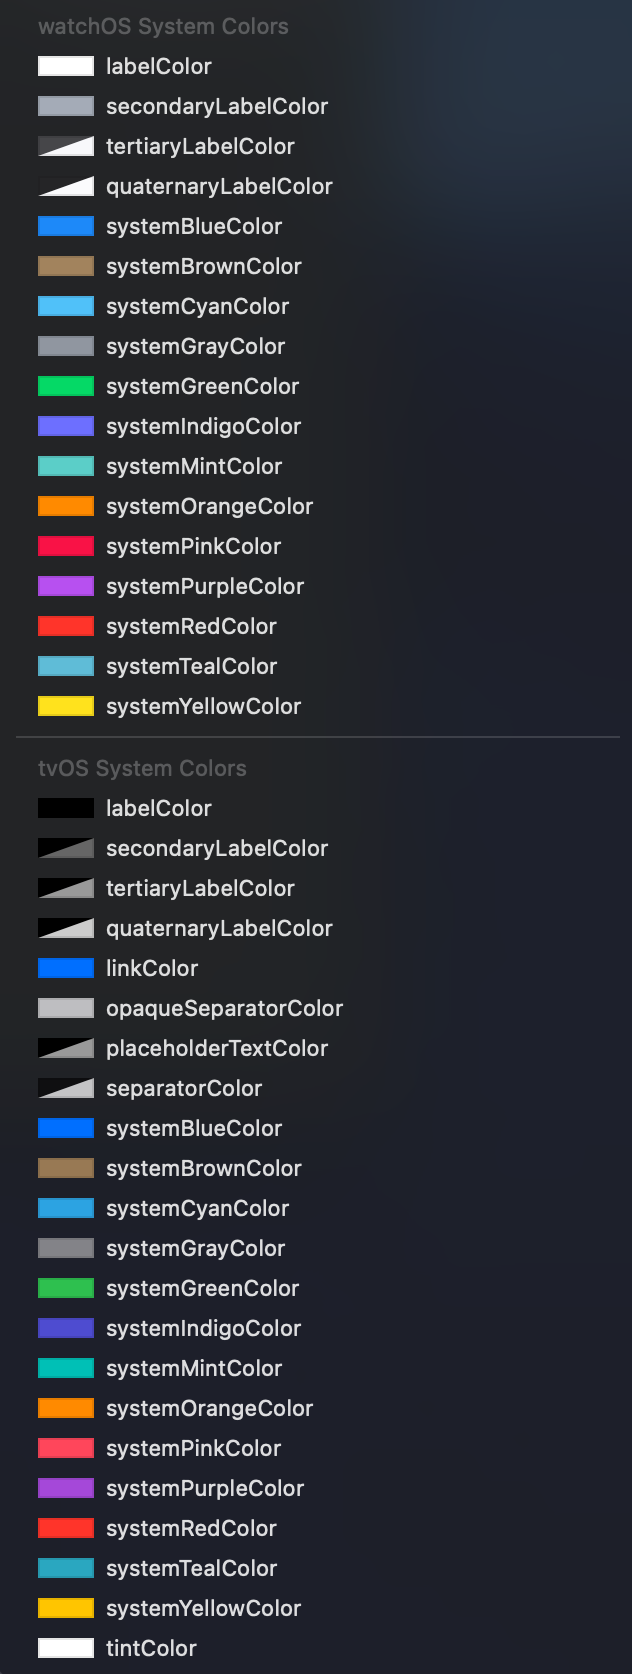 watchOS System Colors
labelColor
secondaryLabelColor
tertiaryLabelColor
quaternaryLabelColor
systemBlueColor
systemBrownColor
systemCyanColor
systemGrayColor
systemGreenColor
systemIndigoColor
systemMintColor
systemOrangeColor
systemPinkColor
systemPurpleColor
systemRedColor
systemTealColor
systemYellowColor
tvOS System Colors
labelColor
secondaryLabelColor
tertiaryLabelColor
quaternaryLabelColor
linkColor
opaqueSeparatorColor
placeholderTextColor
separatorColor
systemBlueColor
systemBrownColor
systemCyanColor
systemGrayColor
systemGreenColor
systemIndigoColor
systemMintColor
systemOrangeColor
systemPinkColor
systemPurpleColor
systemRedColor
systemTealColor
systemYellowColor
tintColor